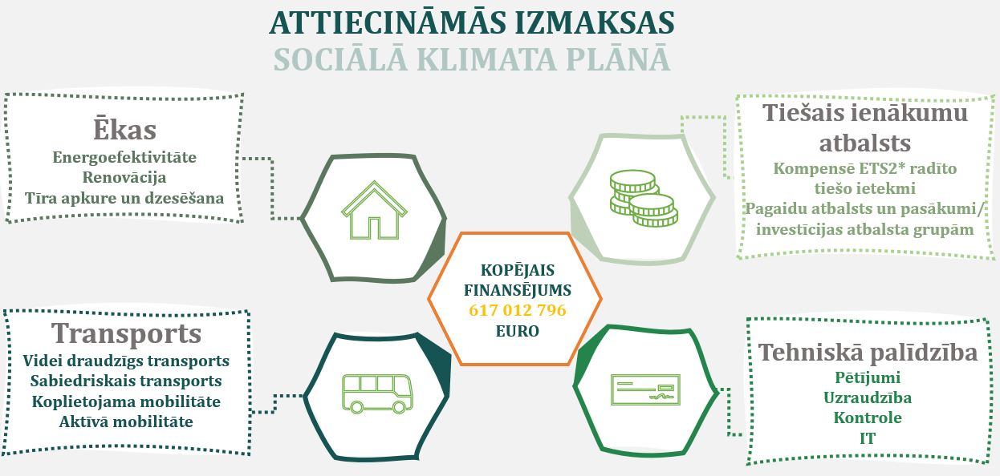 ATTIECINĀMĀS IZMAKSAS
SOCIĀLĀ KLIMATA PLĀNĀ
Ēkas
Energoefektivitāte
Renovācija
Tīra apkure un dzesēšana
Tiešais ienākumu
atbalsts
Kompensē ETS2* radīto
tiešo ietekmi
Pagaidu atbalsts un pasākumi/
investīcijas atbalsta grupām
KOPĒJAIS
FINANSĒJUMS
617 012 796
EURO
Transports
Videi draudzīgs transports
Sabiedriskais transports
Koplietojama mobilitāte
Aktīvā mobilitāte
Tehniskā palīdzība
Pētījumi
Uzraudzība
Kontrole
IT